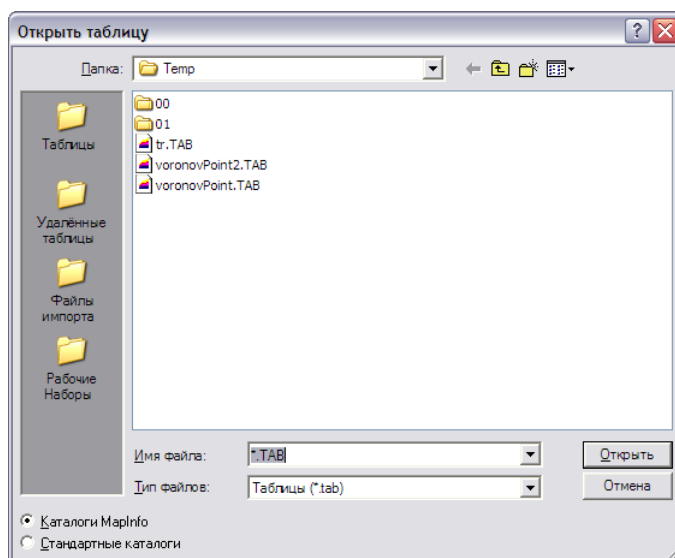 Открыть таблицу
Папка: Temp
00
01
tr.TAB
voronovPoint2.TAB
voronovPoint.TAB
Таблицы
Удалённые
таблицы
Файлы
импорта
Рабочие
Наборы
Имя файла: *.TAB Открыть
Тип файлов: Таблицы (*.tab) Отмена
Каталоги MapInfo
Стандартные каталоги